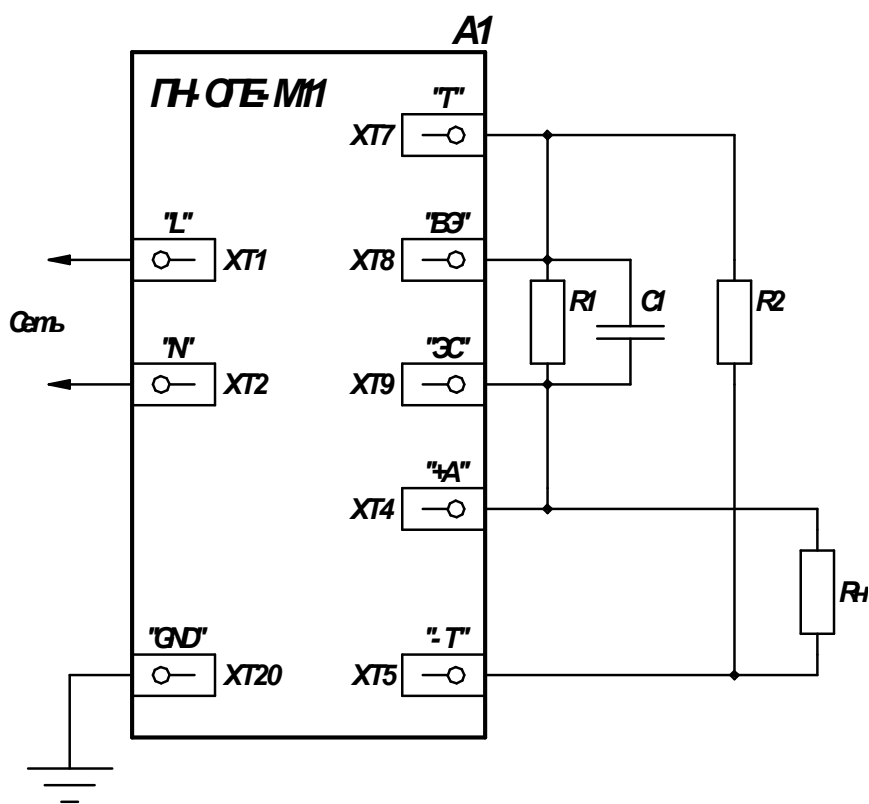 A1
ПН-ОПЕ-М11
"Т"
XT7
"L"
"ВЭ"
XT1
XT8
R1
C1
R2
Сеть
"N"
"ЭС"
XT2
XT9
"+А"
XT4
Rн
"GND"
"- Т"
XT20
XT5